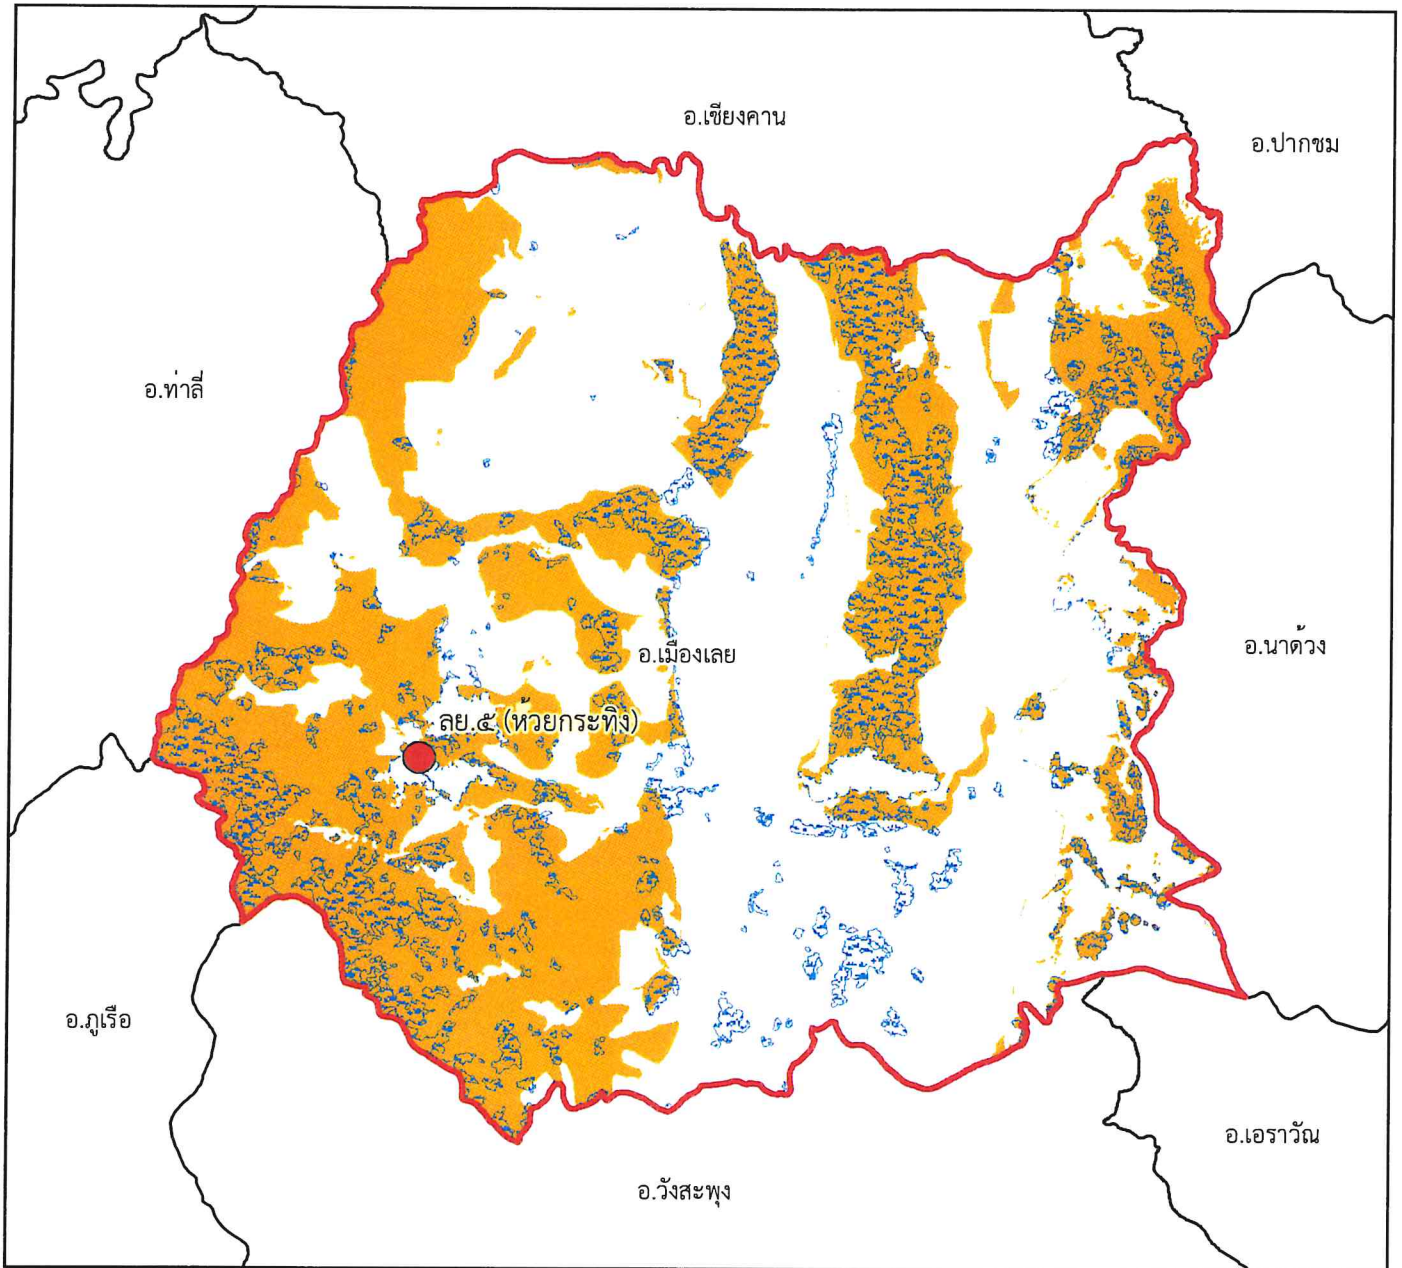 อ.เชียงคาน
อ.ปากชม
อ.ท่าลี่
อ.นาด้วง
อ.เมืองเลย
ลย.๕ (ห้วยกระทิง)
อ.ภูเรือ
อ.เอราวัณ
อ.วังสะพุง